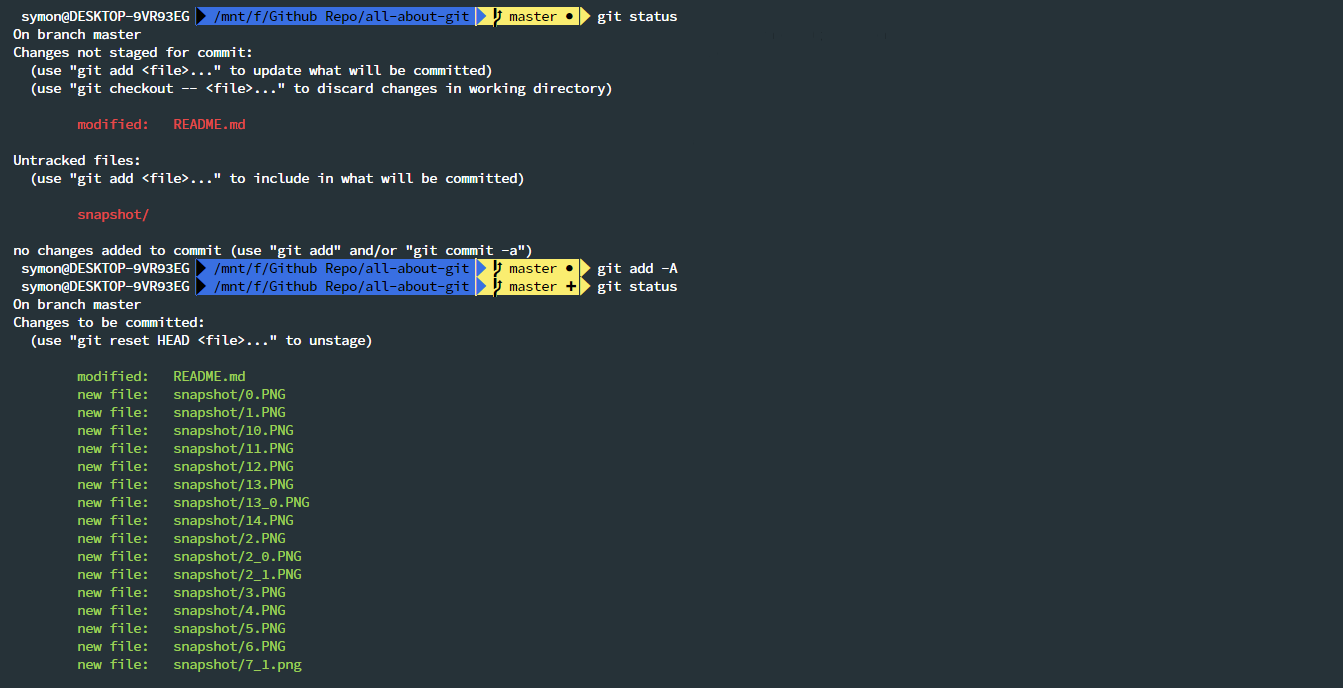 symon@DESKTOP-9VR93EG /mnt/f/Github Repo/all-about-git master ● git status
On branch master
Changes not staged for commit:
(use "git add <file>..." to update what will be committed)
(use "git checkout -- <file>..." to discard changes in working directory)
modified: README.md
Untracked files:
(use "git add <file>..." to include in what will be committed)
snapshot/
no changes added to commit (use "git add" and/or "git commit -a")
symon@DESKTOP-9VR93EG /mnt/f/Github Repo/all-about-git master ● git add -A
symon@DESKTOP-9VR93EG /mnt/f/Github Repo/all-about-git master ✚ git status
On branch master
Changes to be committed:
(use "git reset HEAD <file>..." to unstage)
modified: README.md
new file: snapshot/0.PNG
new file: snapshot/1.PNG
new file: snapshot/10.PNG
new file: snapshot/11.PNG
new file: snapshot/12.PNG
new file: snapshot/13.PNG
new file: snapshot/13_0.PNG
new file: snapshot/14.PNG
new file: snapshot/2.PNG
new file: snapshot/2_0.PNG
new file: snapshot/2_1.PNG
new file: snapshot/3.PNG
new file: snapshot/4.PNG
new file: snapshot/5.PNG
new file: snapshot/6.PNG
new file: snapshot/7_1.png